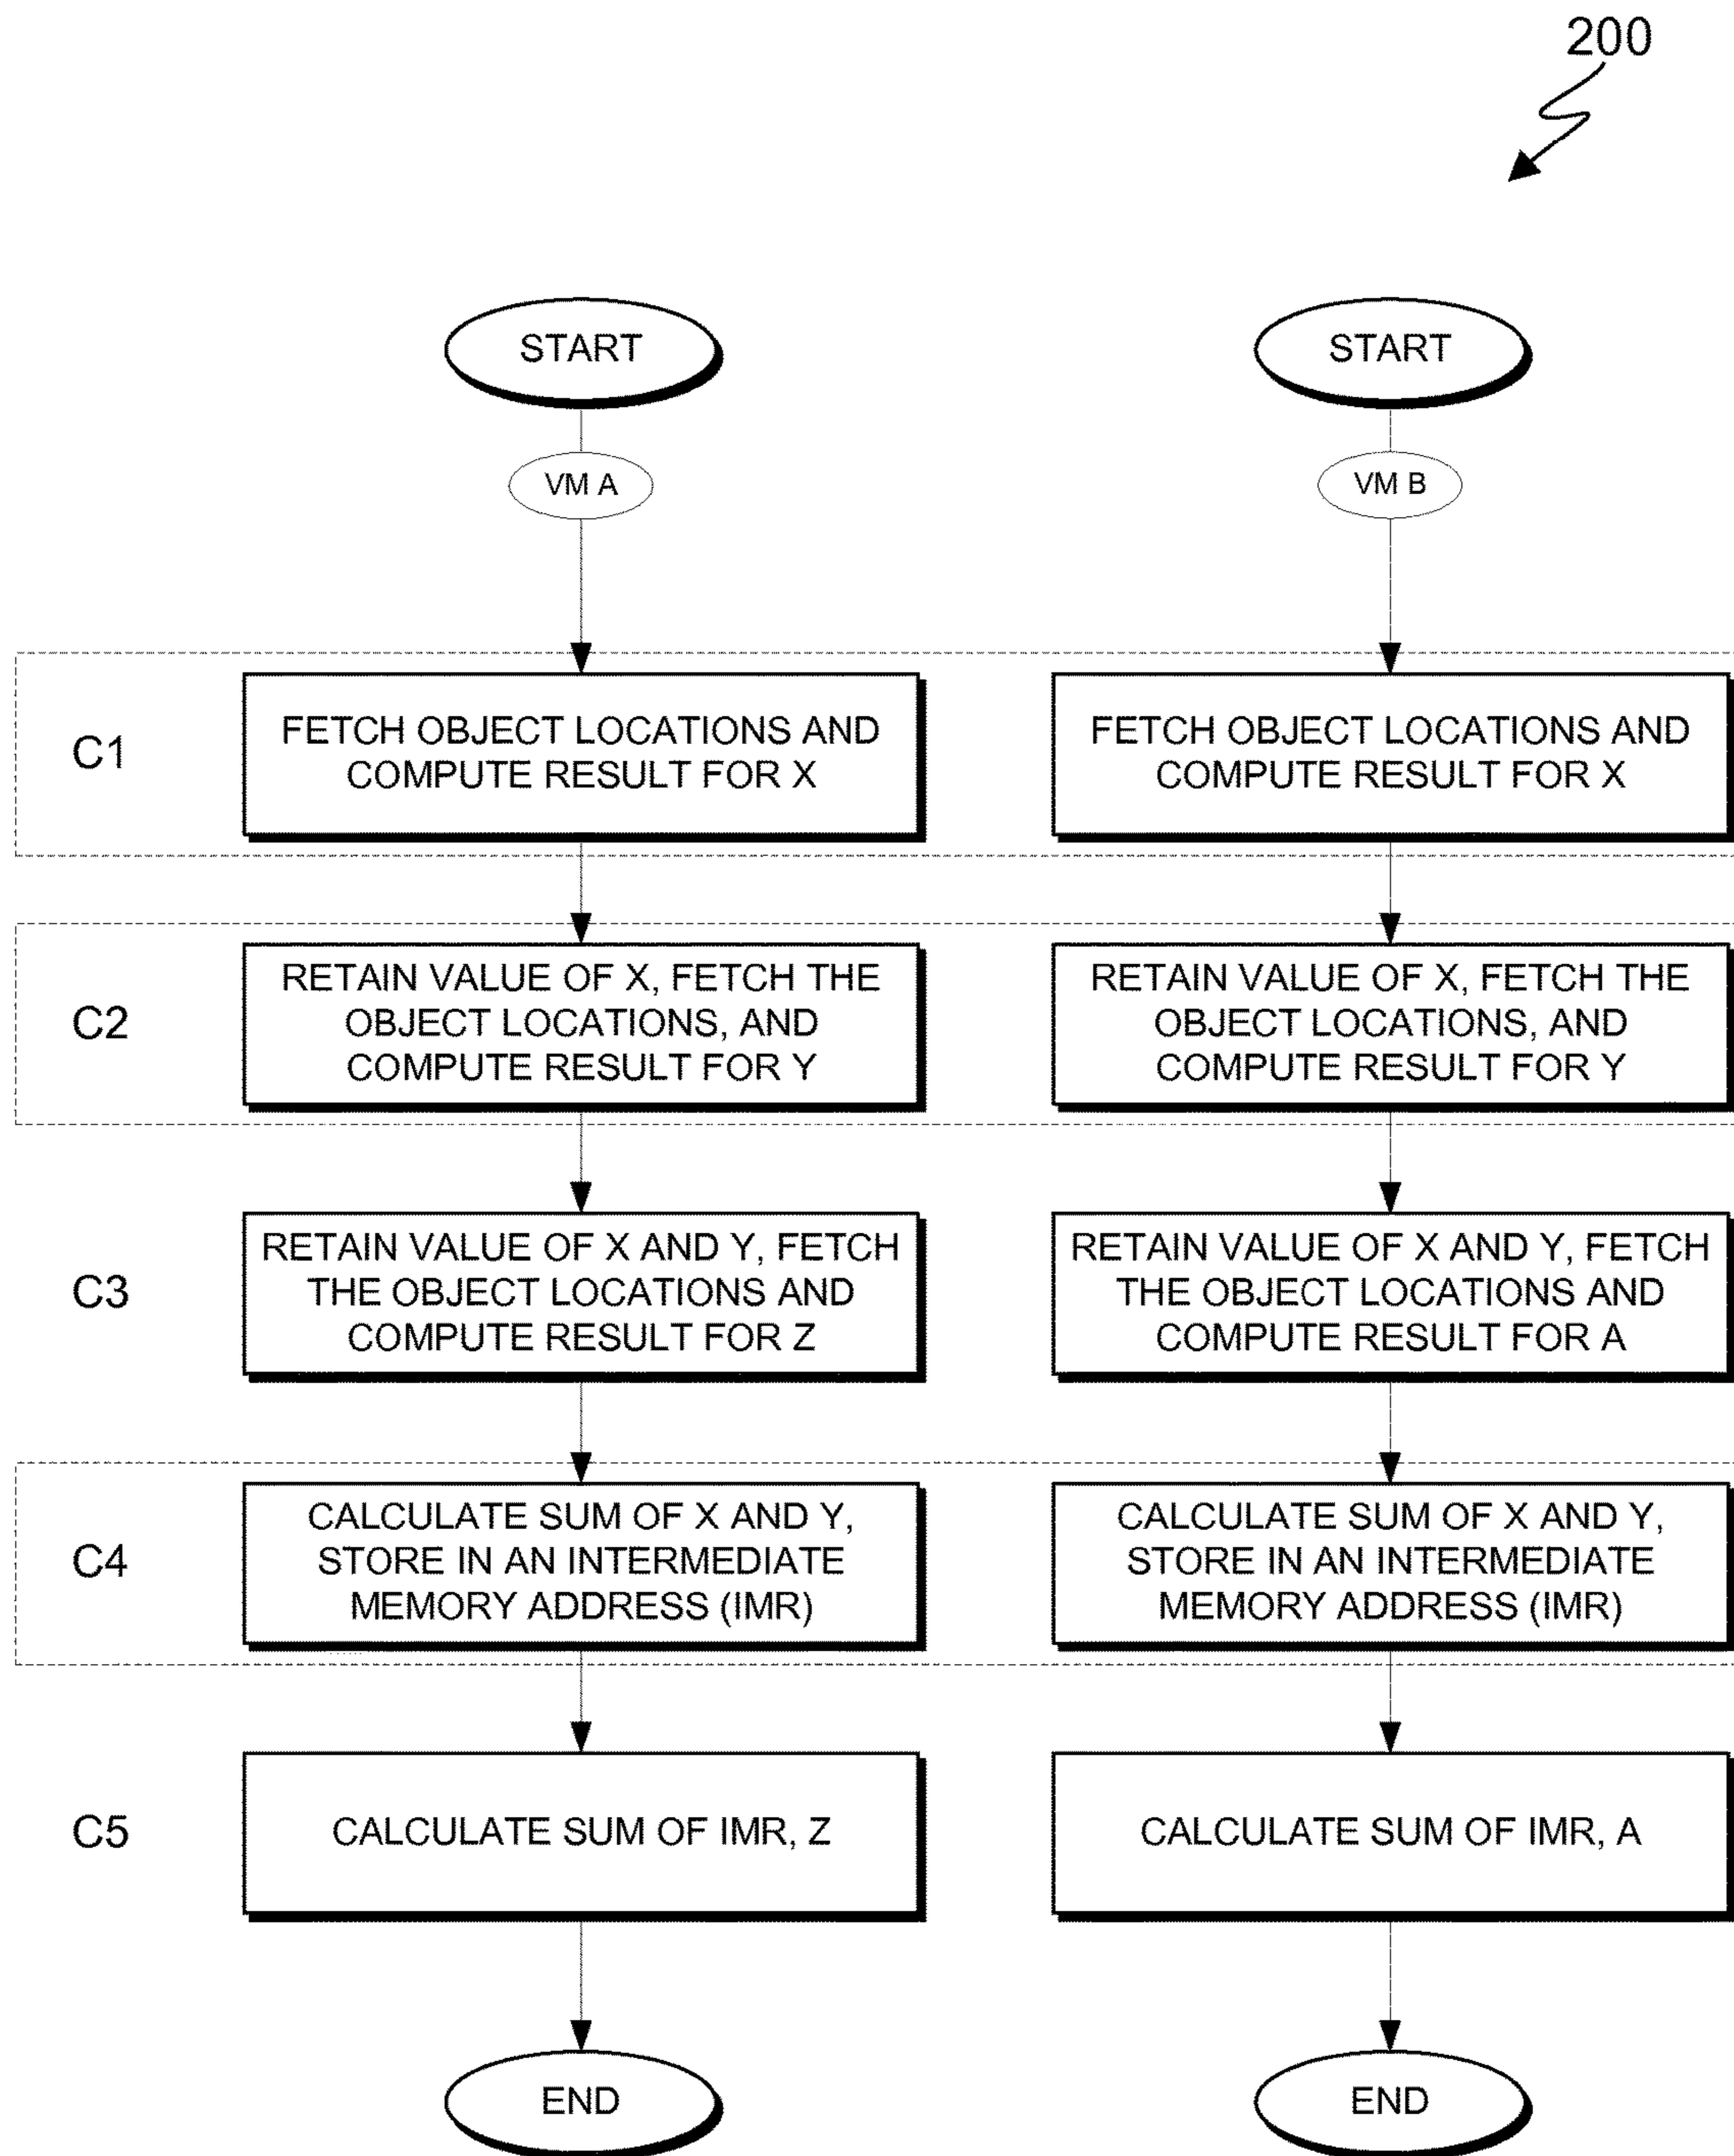 200
START
START
VM A
VM B
C1
FETCH OBJECT LOCATIONS AND
COMPUTE RESULT FOR X
FETCH OBJECT LOCATIONS AND
COMPUTE RESULT FOR X
C2
RETAIN VALUE OF X, FETCH THE
OBJECT LOCATIONS, AND
COMPUTE RESULT FOR Y
RETAIN VALUE OF X, FETCH THE
OBJECT LOCATIONS, AND
COMPUTE RESULT FOR Y
C3
RETAIN VALUE OF X AND Y, FETCH
THE OBJECT LOCATIONS AND
COMPUTE RESULT FOR Z
RETAIN VALUE OF X AND Y, FETCH
THE OBJECT LOCATIONS AND
COMPUTE RESULT FOR A
C4
CALCULATE SUM OF X AND Y,
STORE IN AN INTERMEDIATE
MEMORY ADDRESS (IMR)
CALCULATE SUM OF X AND Y,
STORE IN AN INTERMEDIATE
MEMORY ADDRESS (IMR)
C5
CALCULATE SUM OF IMR, Z
CALCULATE SUM OF IMR, A
END
END